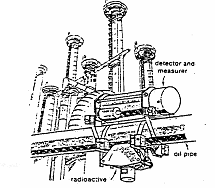 detector and
measurer
oil pipe
radioactive